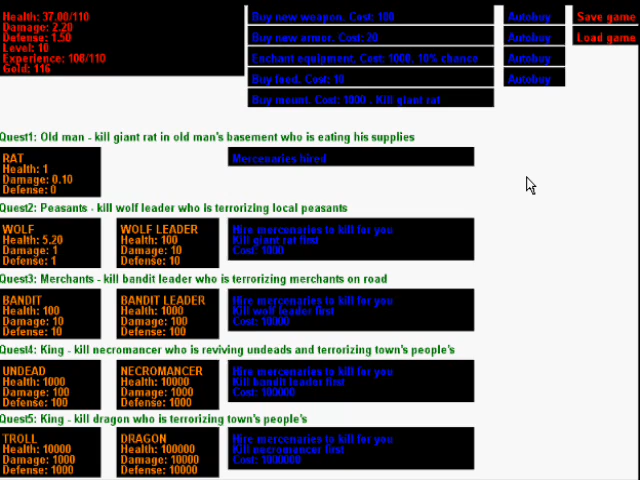 Health: 37.00/110
Damage: 2.20
Defense: 1.50
Level: 10
Experience: 100/110
Gold: 116
Buy new weapon. Cost: 100
Buy new armor. Cost: 20
Enchant equipment. Cost: 1000. 10% chance
Buy food. Cost: 10
Buy mount. Cost: 1000 . Kill giant rat
Autobuy
Autobuy
Autobuy
Autobuy
Save game
Load game
Quest1: Old man - kill giant rat in old man's basement who is eating his supplies
RAT
Health: 1
Damage: 0.10
Defense: 0
Mercenaries hired
Quest2: Peasants - kill wolf leader who is terrorizing local peasants
WOLF
Health: 5.20
Damage: 1
Defense: 1
WOLF LEADER
Health: 100
Damage: 10
Defense: 10
Hire mercenaries to kill for you
Kill giant rat first
Cost: 1000
Quest3: Merchants - kill bandit leader who is terrorizing merchants on road
BANDIT
Health: 100
Damage: 10
Defense: 10
BANDIT LEADER
Health: 1000
Damage: 100
Defense: 100
Hire mercenaries to kill for you
Kill wolf leader first
Cost: 10000
Quest4: King - kill necromancer who is reviving undeads and terrorizing town's people's
UNDEAD
Health: 1000
Damage: 100
Defense: 100
NECROMANCER
Health: 10000
Damage: 1000
Defense: 1000
Hire mercenaries to kill for you
Kill bandit leader first
Cost: 100000
Quest5: King - kill dragon who is terrorizing town's people's
TROLL
Health: 10000
Damage: 1000
Defense: 1000
DRAGON
Health: 100000
Damage: 10000
Defense: 10000
Hire mercenaries to kill for you
Kill necromancer first
Cost: 1000000